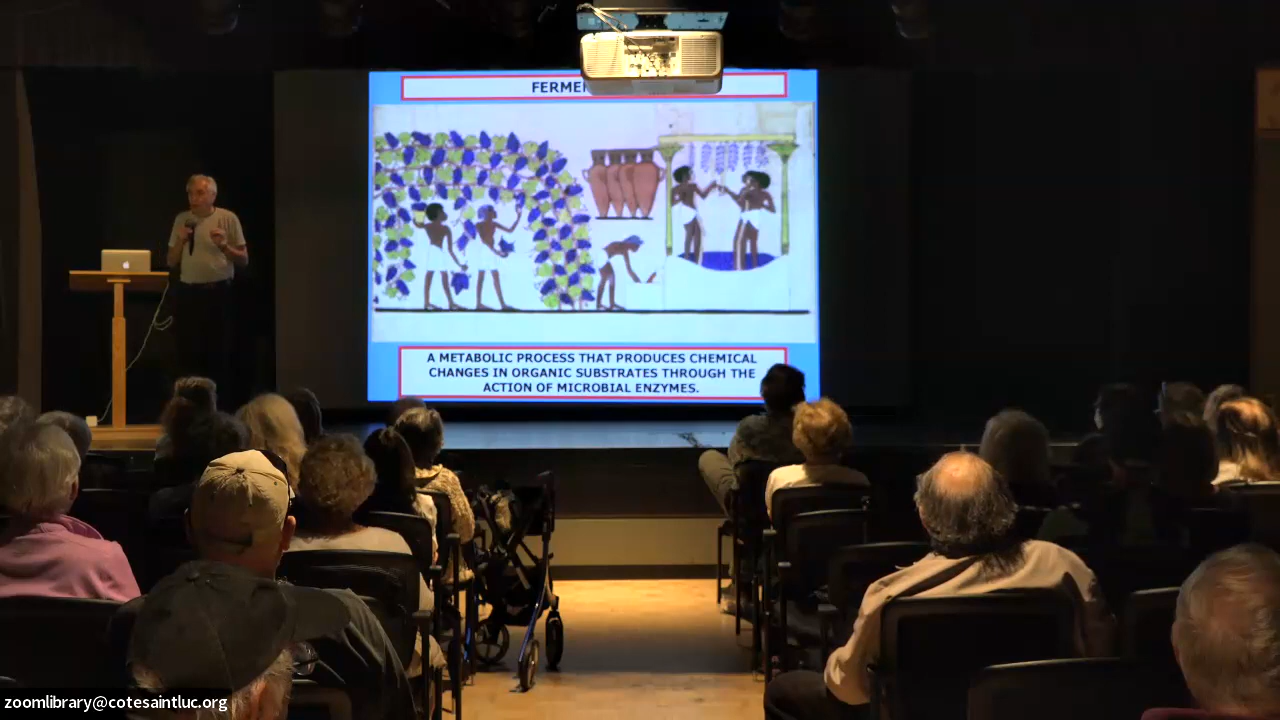 FERME
A METABOLIC PROCESS THAT PRODUCES CHEMICAL
CHANGES IN ORGANIC SUBSTRATES THROUGH THE
ACTION OF MICROBIAL ENZYMES.
zoomlibrary@cotesaintluc.org